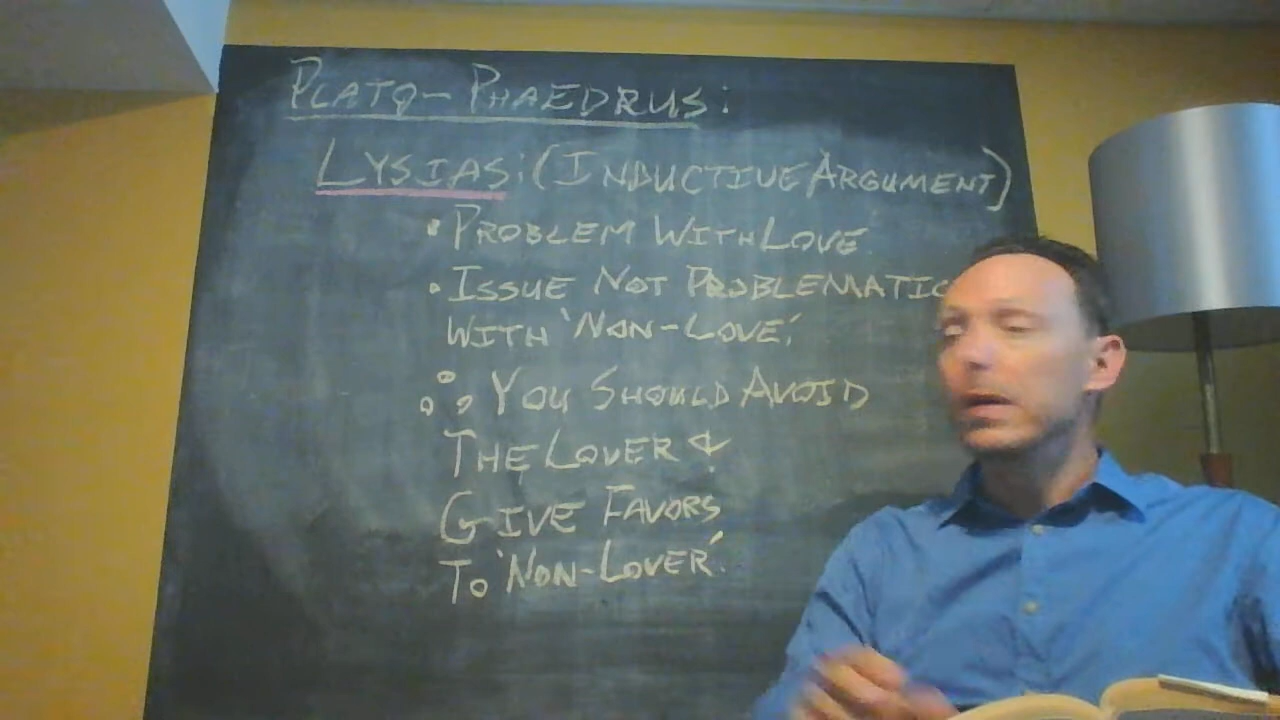 PLATO - PHAEDRUS:
LYSIAS: (INDUCTIVE ARGUMENT)
• PROBLEM WITH LOVE
• ISSUE NOT PROBLEMATIC
WITH 'NON-LOVE'.
∴ YOU SHOULD AVOID
THE LOVER &
GIVE FAVORS
TO 'NON-LOVER'.